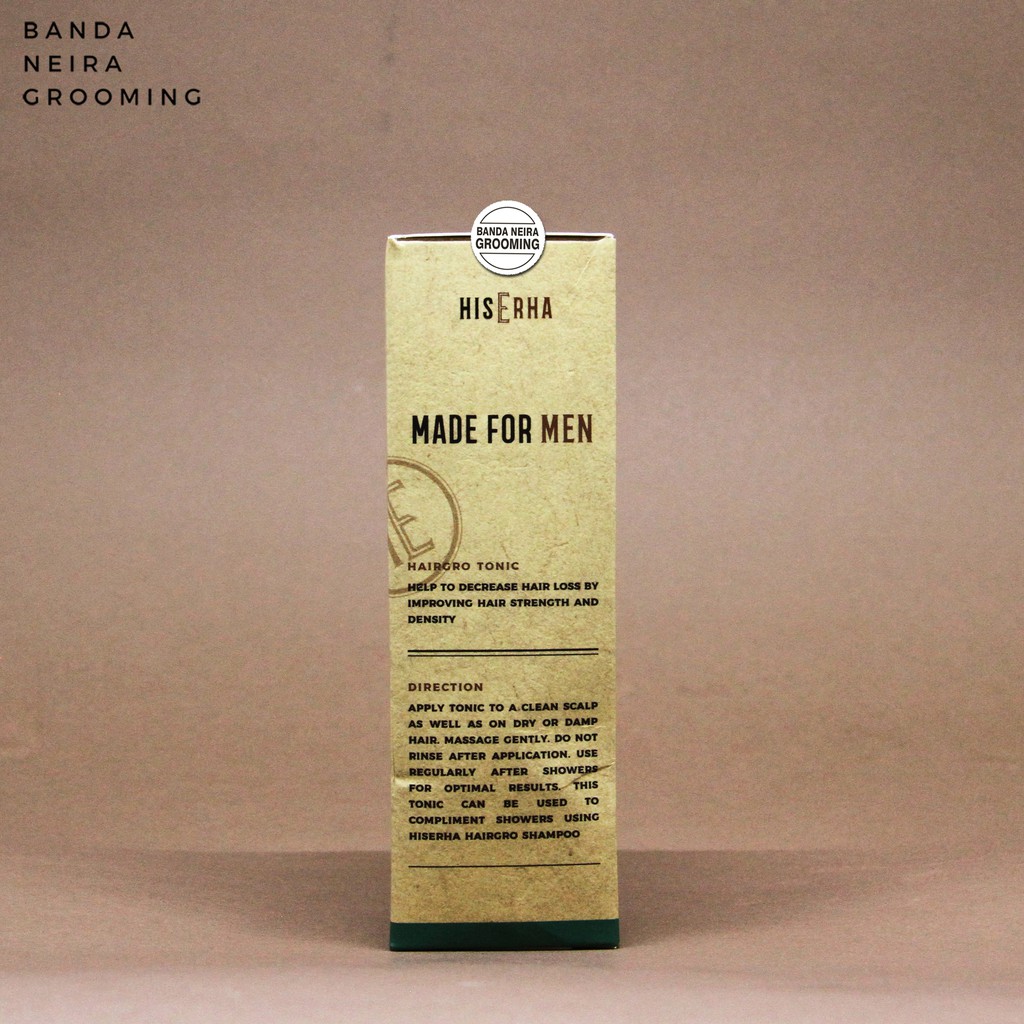 BANDA
NEIRA
GROOMING
BANDA NEIRA
GROOMING
HISERHA
MADE FOR MEN
E
HAIRGRO TONIC
HELP TO DECREASE HAIR LOSS BY
IMPROVING HAIR STRENGTH AND
DENSITY
DIRECTION
APPLY TONIC TO A CLEAN SCALP
AS WELL AS ON DRY OR DAMP
HAIR. MASSAGE GENTLY. DO NOT
RINSE AFTER APPLICATION. USE
REGULARLY AFTER SHOWERS
FOR OPTIMAL RESULTS. THIS
TONIC CAN BE USED TO
COMPLIMENT SHOWERS USING
HISERHA HAIRGRO SHAMPOO